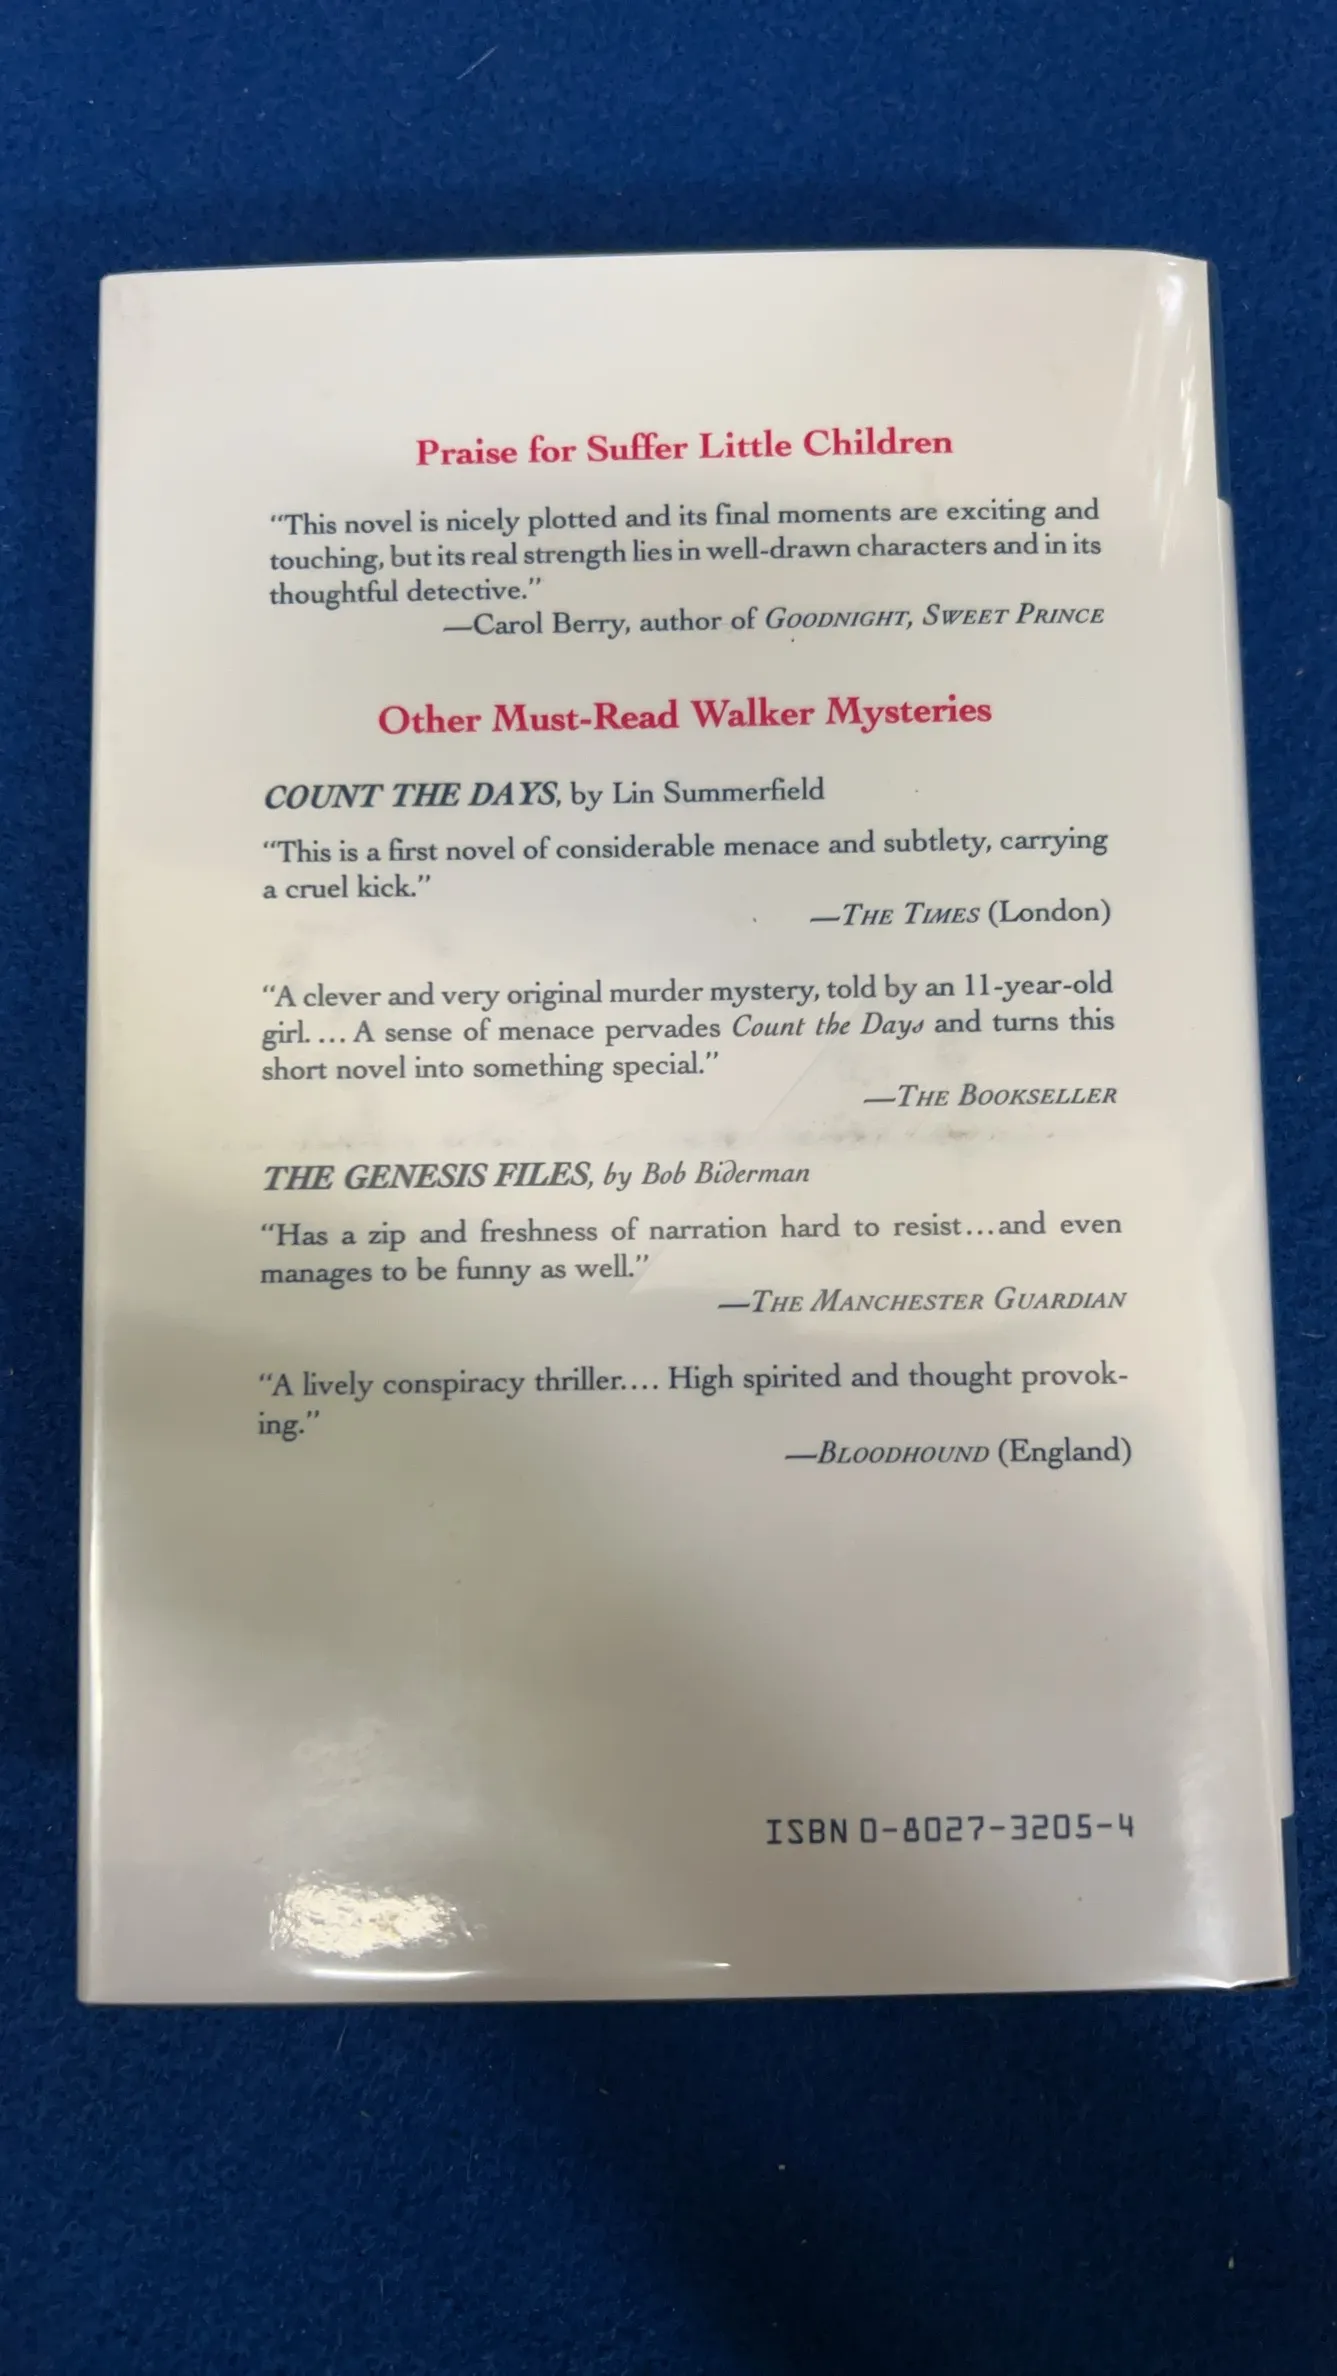 Praise for Suffer Little Children
“This novel is nicely plotted and its final moments are exciting and
touching, but its real strength lies in well-drawn characters and in its
thoughtful detective.”
—Carol Berry, author of GOODNIGHT, SWEET PRINCE
Other Must-Read Walker Mysteries
COUNT THE DAYS, by Lin Summerfield
“This is a first novel of considerable menace and subtlety, carrying
a cruel kick.”
—THE TIMES (London)
“A clever and very original murder mystery, told by an 11-year-old
girl. ... A sense of menace pervades Count the Days and turns this
short novel into something special.”
—THE BOOKSELLER
THE GENESIS FILES, by Bob Biderman
“Has a zip and freshness of narration hard to resist...and even
manages to be funny as well.”
—THE MANCHESTER GUARDIAN
“A lively conspiracy thriller.... High spirited and thought provok-
ing.”
—BLOODHOUND (England)
ISBN 0-8027-3205-4